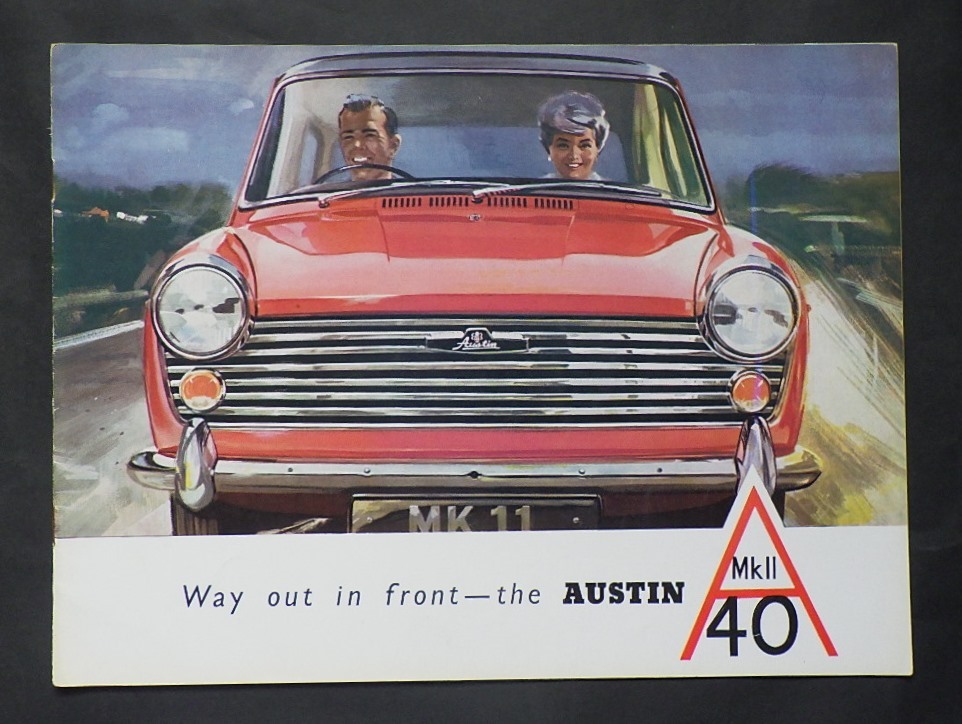 Austin
MK 11
Way out in front—the AUSTIN
MkII
A
40